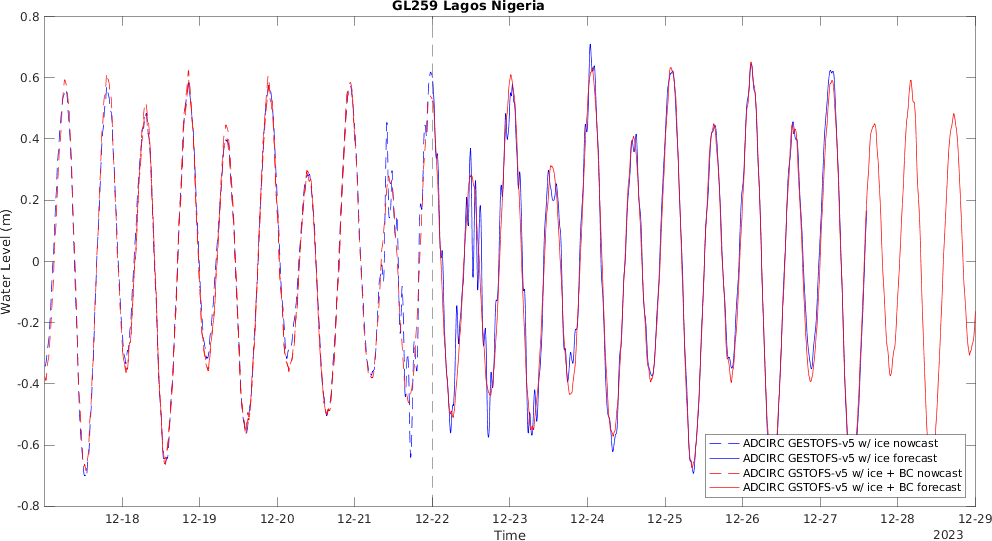 GL259 Lagos Nigeria
0.8
0.6
0.4
0.2
0
-0.2
-0.4
-0.6
-0.8
Water Level (m)
ADCIRC GESTOFS-v5 w/ ice nowcast
ADCIRC GESTOFS-v5 w/ ice forecast
ADCIRC GSTOFS-v5 w/ ice + BC nowcast
ADCIRC GSTOFS-v5 w/ ice + BC forecast
12-18 12-19 12-20 12-21 12-22 12-23 12-24 12-25 12-26 12-27 12-28 12-29
Time
2023